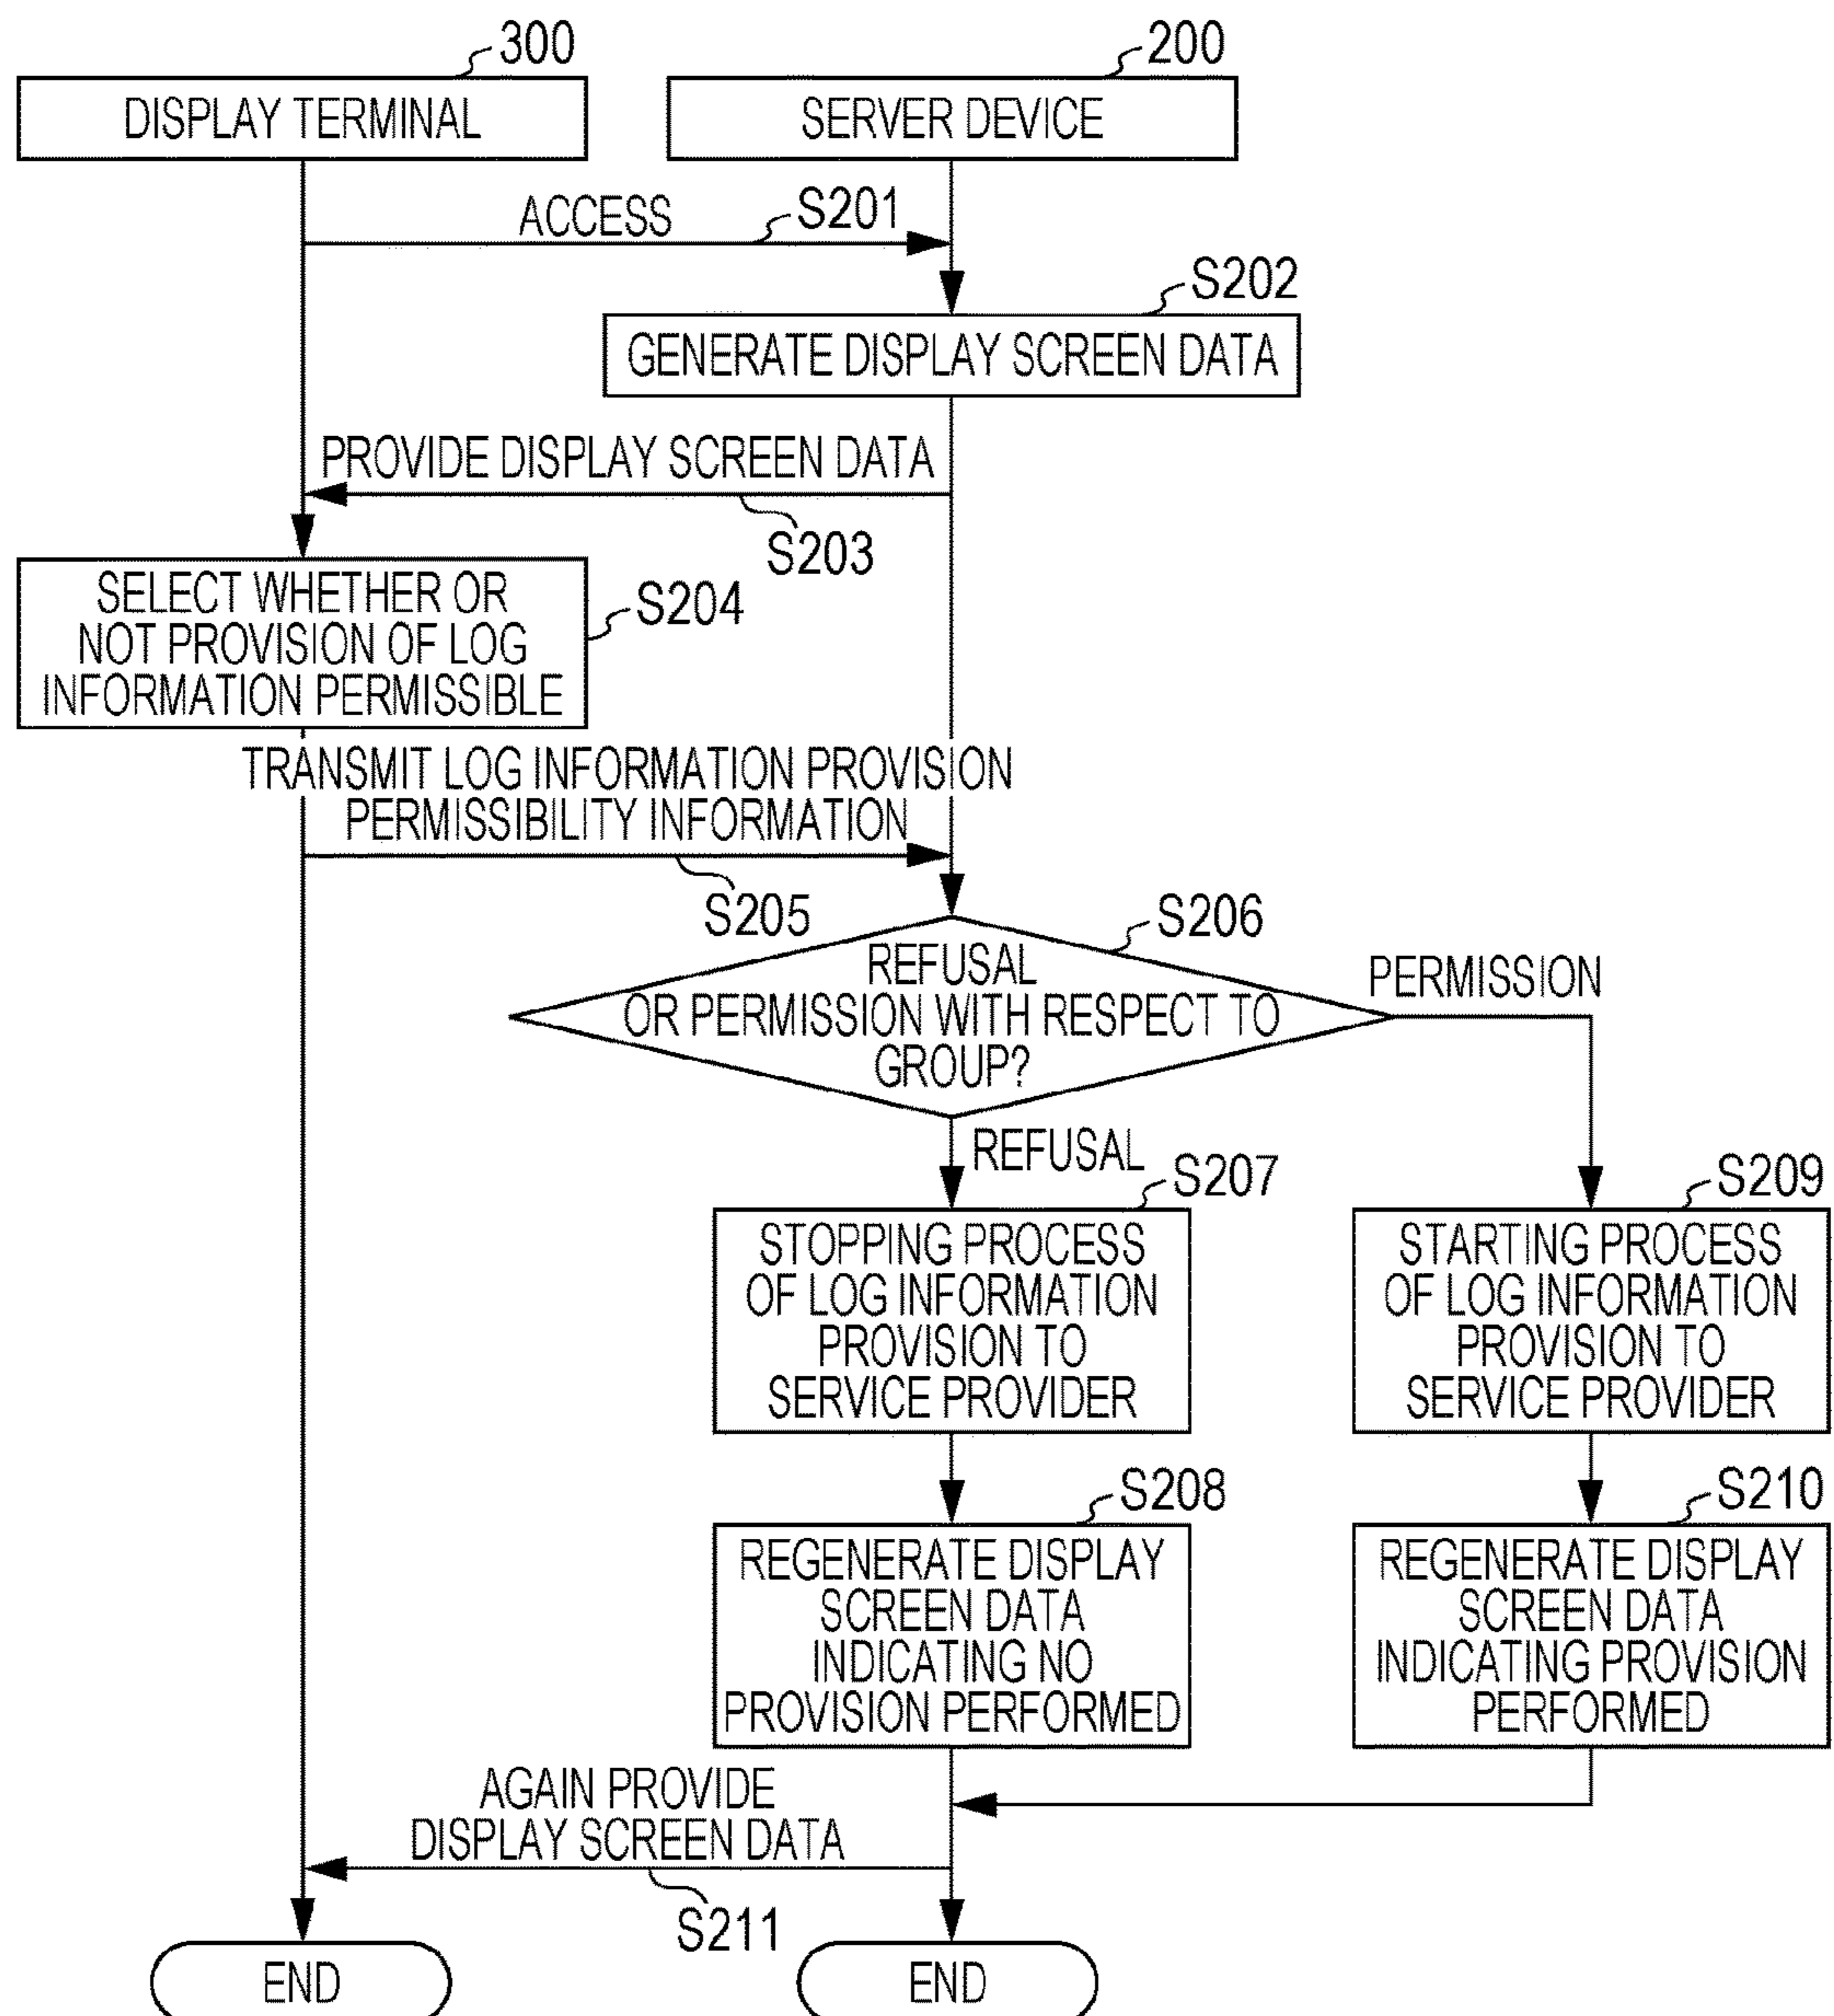 300
200
DISPLAY TERMINAL
SERVER DEVICE
ACCESS
S201
S202
GENERATE DISPLAY SCREEN DATA
PROVIDE DISPLAY SCREEN DATA
S203
SELECT WHETHER OR
NOT PROVISION OF LOG
INFORMATION PERMISSIBLE
S204
TRANSMIT LOG INFORMATION PROVISION
PERMISSIBILITY INFORMATION
S205
S206
REFUSAL
OR PERMISSION WITH RESPECT TO
GROUP?
PERMISSION
REFUSAL
S207
STOPPING PROCESS
OF LOG INFORMATION
PROVISION TO
SERVICE PROVIDER
S209
STARTING PROCESS
OF LOG INFORMATION
PROVISION TO
SERVICE PROVIDER
S208
REGENERATE DISPLAY
SCREEN DATA
INDICATING NO
PROVISION PERFORMED
S210
REGENERATE DISPLAY
SCREEN DATA
INDICATING PROVISION
PERFORMED
AGAIN PROVIDE
DISPLAY SCREEN DATA
S211
END
END